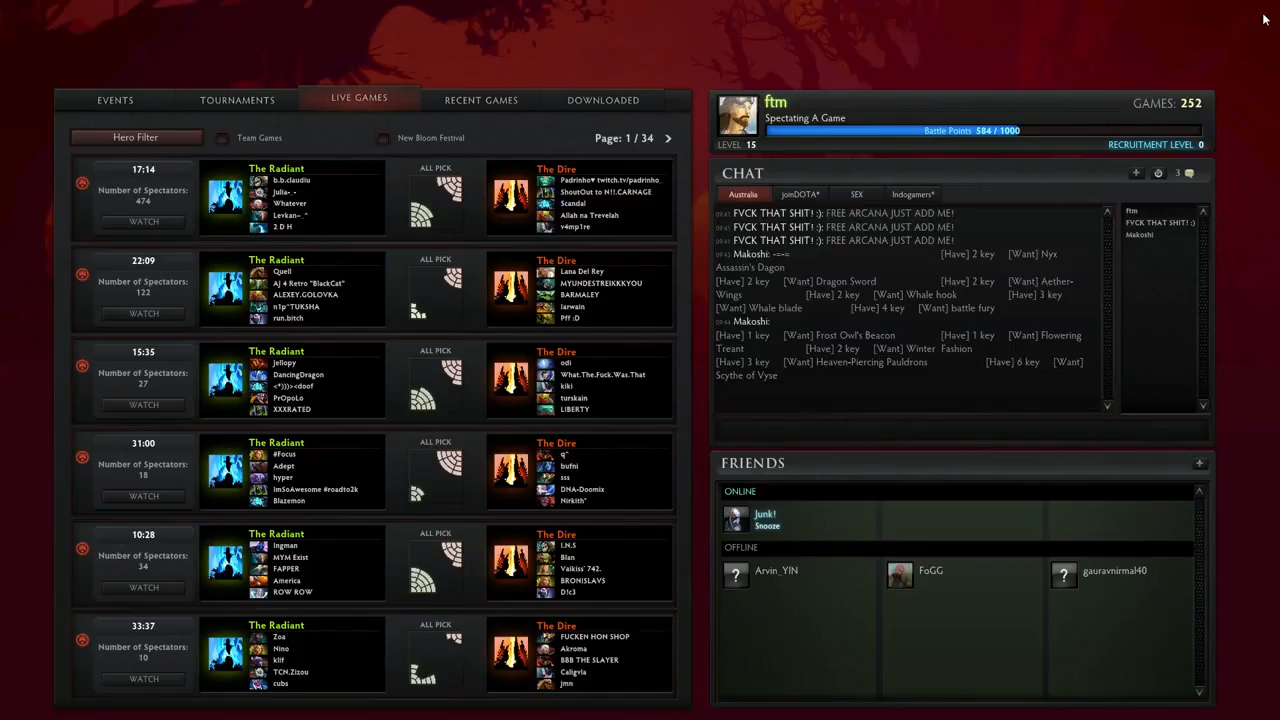 EVENTS
TOURNAMENTS
LIVE GAMES
RECENT GAMES
DOWNLOADED
Hero Filter
Team Games
New Bloom Festival
Page: 1 / 34
17:14
Number of Spectators:
474
WATCH
The Radiant
b.b.claudiu
Julia-.-
Whatever
Levkan~_^
2 D H
ALL PICK
The Dire
Padrinho♥ twitch.tv/padrinho_
ShoutOut to N!!.CARNAGE
Scandal
Allah na Trevelah
v4mp1re
22:09
Number of Spectators:
122
WATCH
The Radiant
Quell
AJ 4 Retro "BlackCat"
ALEXEY.GOLOVKA
n1p^TUKSHA
run.bitch
ALL PICK
The Dire
Lana Del Rey
MYUNDESTREIKKKYOU
BARMALEY
larwain
Pff :D
15:35
Number of Spectators:
27
WATCH
The Radiant
Jellopy
DancingDragon
<*)))><doof
PrOpoLo
XXXRATED
ALL PICK
The Dire
odi
What.The.Fuck.Was.That
kiki
turskain
LIBERTY
31:00
Number of Spectators:
18
WATCH
The Radiant
#Focus
Adept
hyper
ImSoAwesome #roadto2k
Blazemon
ALL PICK
The Dire
q^
bufni
sss
DNA-Doomix
Nirkith*
10:28
Number of Spectators:
34
WATCH
The Radiant
Ingman
MYM Exist
FAPPER
America
ROW ROW
ALL PICK
The Dire
I.N.S
Blan
Vaikiss' 742.
BRONiSLAVS
D!c3
33:37
Number of Spectators:
10
WATCH
The Radiant
Zoa
Nino
klif
TCN.Zizou
cubs
ALL PICK
The Dire
FUCKEN HON SHOP
Akroma
BBB THE SLAYER
Caligvla
jmn
ftm
GAMES: 252
Spectating A Game
Battle Points 584 / 1000
LEVEL 15
RECRUITMENT LEVEL 0
CHAT
3
Australia
joinDOTA*
SEX
Indogamers*
09:41 FVCK THAT SHIT! :): FREE ARCANA JUST ADD ME!
09:41 FVCK THAT SHIT! :): FREE ARCANA JUST ADD ME!
09:41 FVCK THAT SHIT! :): FREE ARCANA JUST ADD ME!
Makoshi: -=-= [Have] 2 key [Want] Nyx
Assassin's Dagon
[Have] 2 key [Want] Dragon Sword [Have] 2 key [Want] Aether-
Wings [Have] 2 key [Want] Whale hook [Have] 3 key
[Want] Whale blade [Have] 4 key [Want] battle fury
Makoshi:
[Have] 1 key [Want] Frost Owl's Beacon [Have] 1 key [Want] Flowering
Treant [Have] 2 key [Want] Winter Fashion
[Have] 3 key [Want] Heaven-Piercing Pauldrons [Have] 6 key [Want]
Scythe of Vyse
ftm
FVCK THAT SHIT! :)
Makoshi
FRIENDS
ONLINE
Junk!
Snooze
OFFLINE
Arvin_YIN
FoGG
gauravnirmal40